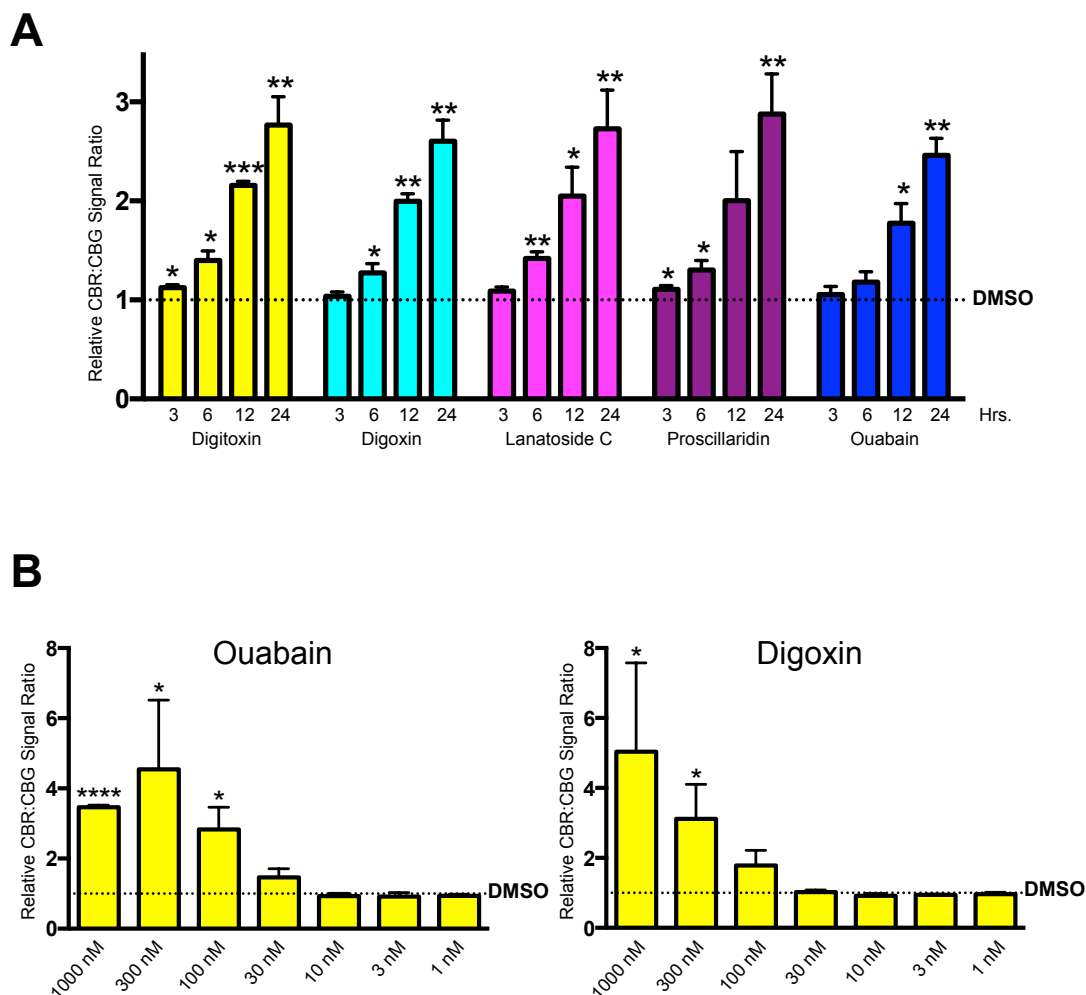 A
Relative CBR:CBG Signal Ratio
3
2
1
0
** ** ** ** **
*** ** * *
* * * ** * *
DMSO
3 6 12 24 3 6 12 24 3 6 12 24 3 6 12 24 3 6 12 24 Hrs.
Digitoxin Digoxin Lanatoside C Proscillaridin Ouabain
B
Ouabain
Relative CBR:CBG Signal Ratio
8
6
4
2
0
**** * *
DMSO
1000 nM 300 nM 100 nM 30 nM 10 nM 3 nM 1 nM
Digoxin
Relative CBR:CBG Signal Ratio
8
6
4
2
0
* *
DMSO
1000 nM 300 nM 100 nM 30 nM 10 nM 3 nM 1 nM